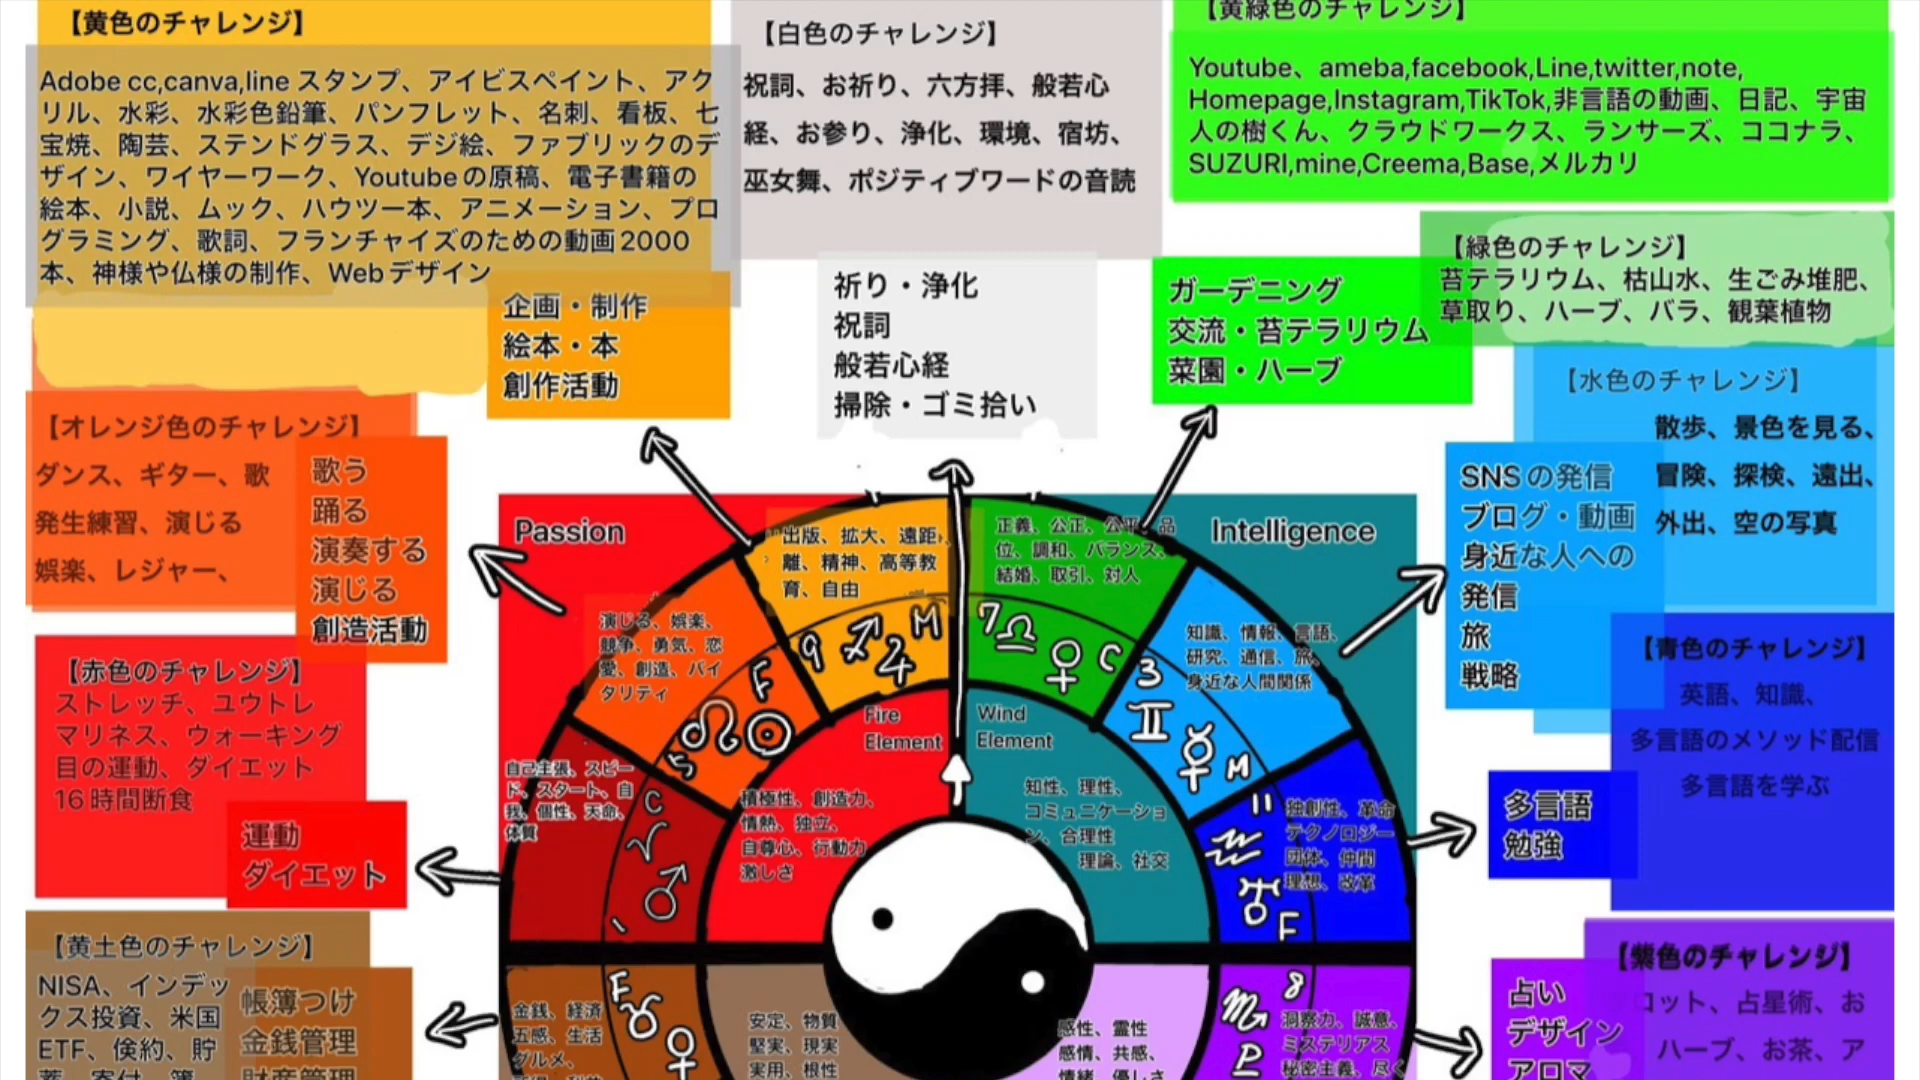 【黄色のチャレンジ】
Adobe cc,canva,line スタンプ、アイビスペイント、アク
リル、水彩、水彩色鉛筆、パンフレット、名刺、看板、七
宝焼、陶芸、ステンドグラス、デジ絵、ファブリックのデ
ザイン、ワイヤーワーク、Youtubeの原稿、電子書籍の
絵本、小説、ムック、ハウツー本、アニメーション、プロ
グラミング、歌詞、フランチャイズのための動画2000
本、神様や仏様の制作、Webデザイン
企画・制作
絵本・本
創作活動
【白色のチャレンジ】
祝詞、お祈り、六方拝、般若心
経、お参り、浄化、環境、宿坊、
巫女舞、ポジティブワードの音読
祈り・浄化
祝詞
般若心経
掃除・ゴミ拾い
【黄緑色のチャレンジ】
Youtube、ameba,facebook,Line,twitter,note,
Homepage,Instagram,TikTok,非言語の動画、日記、宇宙
人の樹くん、クラウドワークス、ランサーズ、ココナラ、
SUZURI,mine,Creema,Base,メルカリ
ガーデニング
交流・苔テラリウム
菜園・ハーブ
【緑色のチャレンジ】
苔テラリウム、枯山水、生ごみ堆肥、
草取り、ハーブ、バラ、観葉植物
【水色のチャレンジ】
散歩、景色を見る、
冒険、探検、遠出、
外出、空の写真
SNSの発信
ブログ・動画
身近な人への
発信
旅
戦略
【オレンジ色のチャレンジ】
ダンス、ギター、歌
発生練習、演じる
娯楽、レジャー、
歌う
踊る
演奏する
演じる
創造活動
【赤色のチャレンジ】
ストレッチ、ユウトレ
マリネス、ウォーキング
目の運動、ダイエット
16時間断食
運動
ダイエット
【青色のチャレンジ】
英語、知識、
多言語のメソッド配信
多言語を学ぶ
多言語
勉強
【黄土色のチャレンジ】
NISA、インデッ
クス投資、米国
ETF、倹約、貯
帳簿つけ
金銭管理
財産管理
【紫色のチャレンジ】
ロット、占星術、お
ハーブ、お茶、ア
占い
デザイン
アロマ
Passion
Intelligence
出版、拡大、遠距
離、精神、高等教
育、自由
9 ♐ ♃ M
正義、公正、公平、品
位、調和、バランス、
結婚、取引、対人
7 ♎ ♀ C
演じる、娯楽、
競争、勇気、恋
愛、創造、バイ
タリティ
5 ♌ ☉ F
知識、情報、言語、
研究、通信、旅、
身近な人間関係
3 ♊ ☿ M
自己主張、スピー
ド、スタート、自
我、個性、天命、
体質
1 ♈ ♂ C
独創性、革命
テクノロジー
団体、仲間
理想、改革
11 ♒ ♅ F
Fire
Element
積極性、創造力、
情熱、独立、
自尊心、行動力
激しさ
Wind
Element
知性、理性、
コミュニケーショ
ン、合理性
理論、社交
金銭、経済
五感、生活
グルメ、
F ♉ ♀
安定、物質
堅実、現実
実用、根性
感性、霊性
感情、共感、
情緒、優しさ
♏ 8 ♇
洞察力、誠意、
ミステリアス
秘密主義、尽く